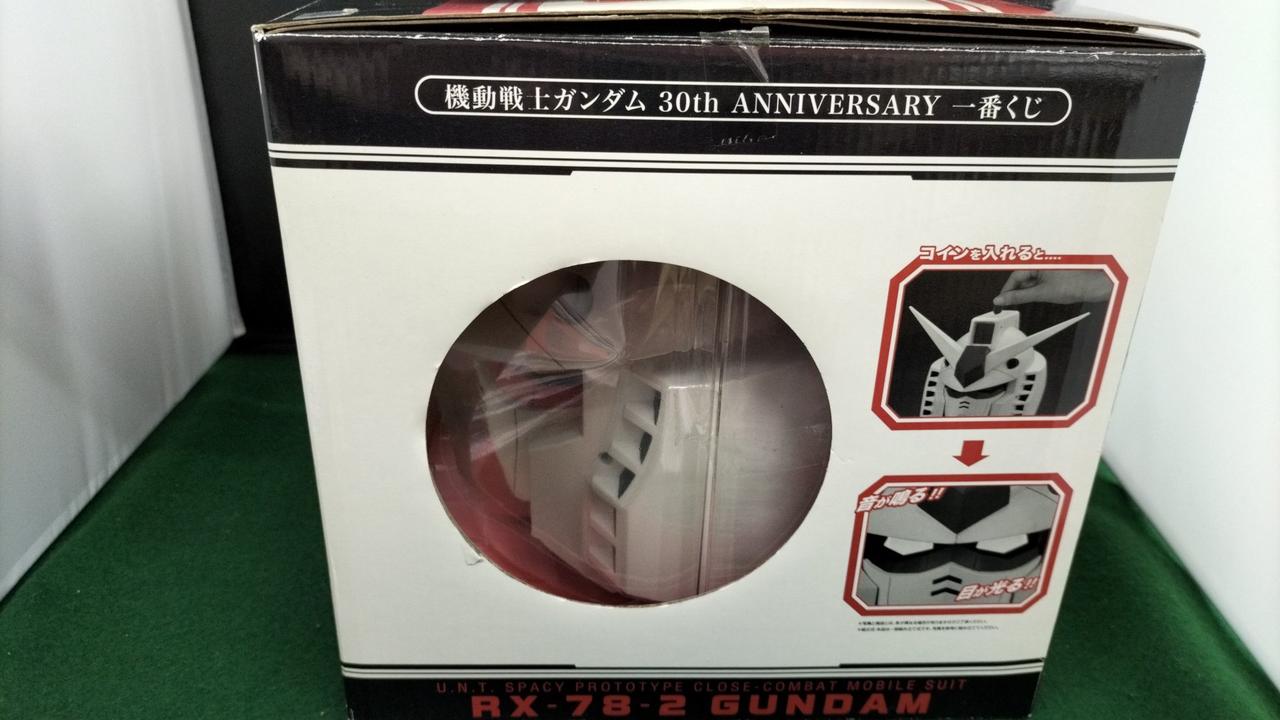 機動戦士ガンダム 30th ANNIVERSARY 一番くじ
コインを入れると....
音が鳴る!!
目が光る!!
U.N.T. SPACY PROTOTYPE CLOSE-COMBAT MOBILE SUIT
RX-78-2 GUNDAM